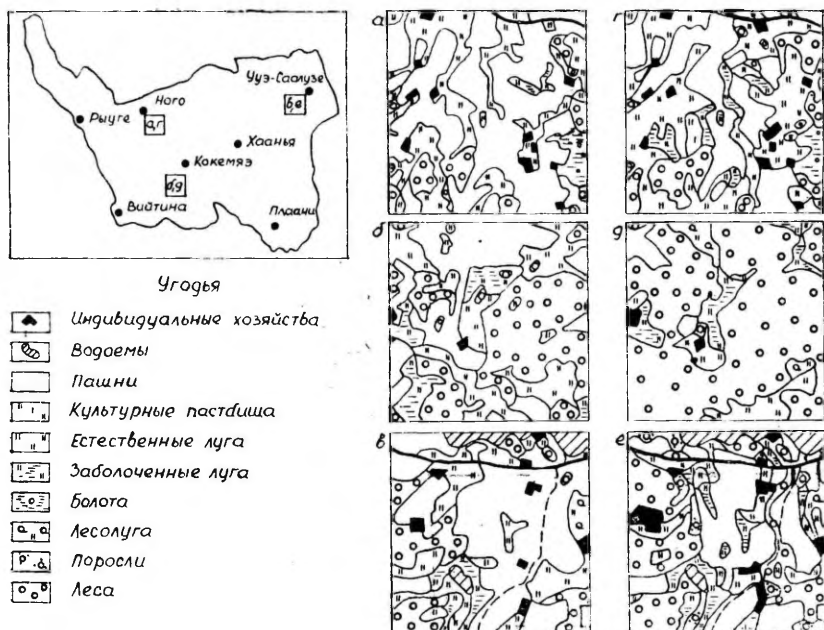 Ууэ-Саалузе
Ного
б,е
Рыуге
а,г
Хаанья
Кокемяэ
б,д
Вийтина
Плаани
Угодья
Индивидуальные хозяйства
Водоемы
Пашни
Культурные пастбища
Естественные луга
Заболоченные луга
Болота
Лесолуга
Поросли
Леса
а
г
б
д
в
е